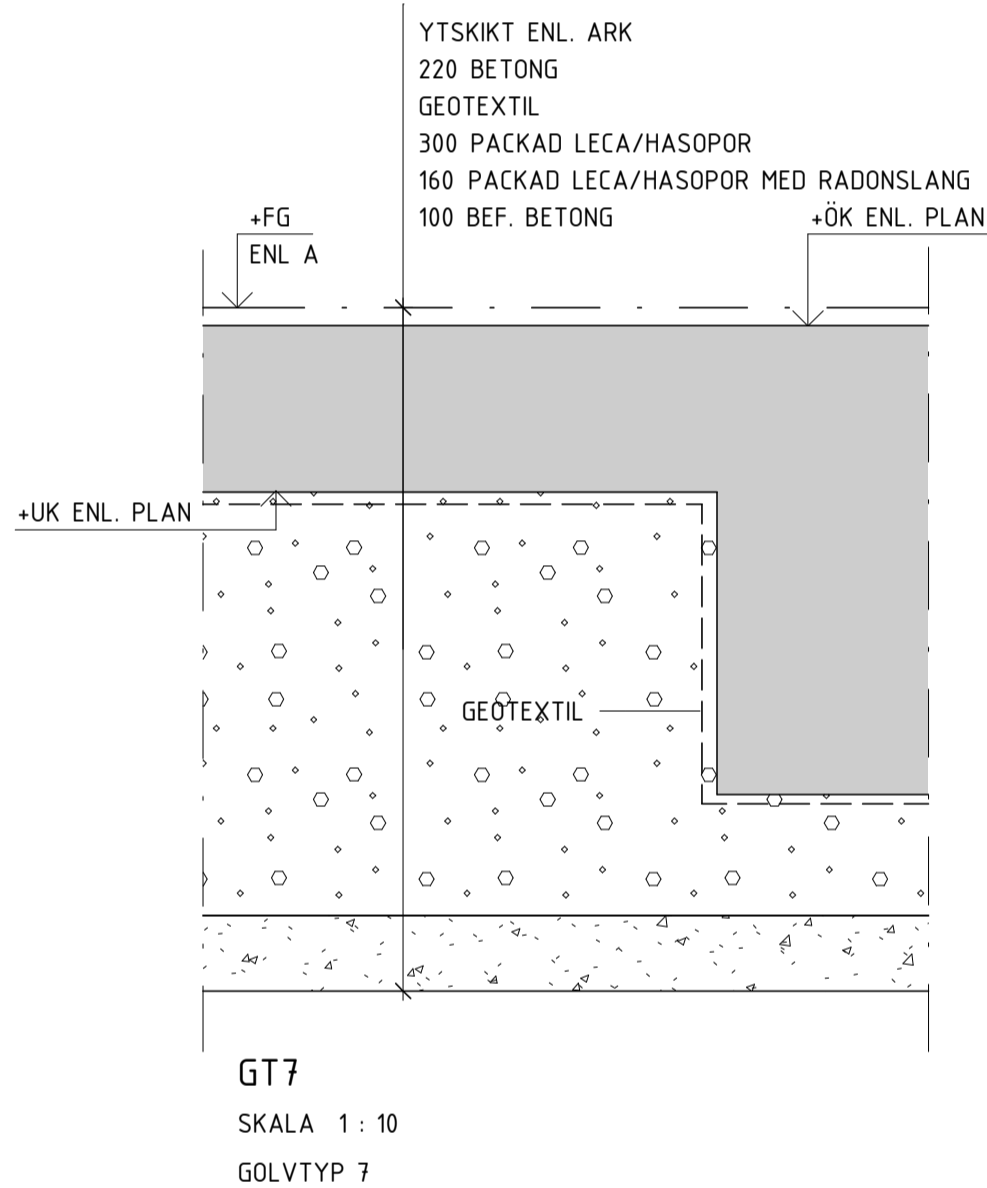 YTSKIKT ENL. ARK
220 BETONG
GEOTEXTIL
300 PACKAD LECA/HASOPOR
160 PACKAD LECA/HASOPOR MED RADONSLANG
100 BEF. BETONG
+FG
ENL A
+ÖK ENL. PLAN
+UK ENL. PLAN
GEOTEXTIL
GT7
SKALA 1 : 10
GOLVTYP 7